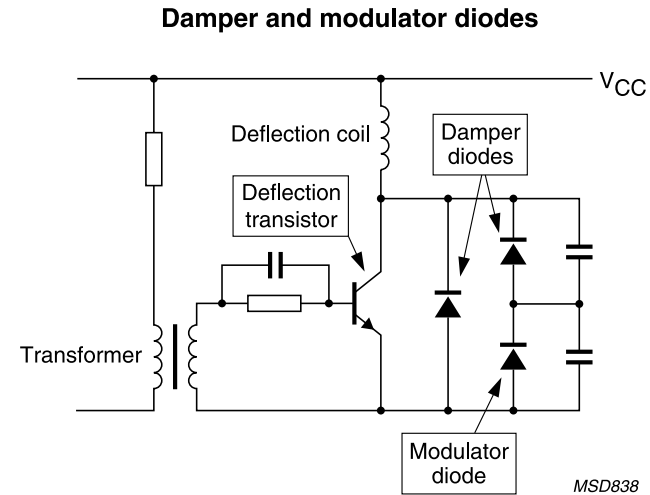 Damper and modulator diodes
VCC
Deflection coil
Damper
diodes
Deflection
transistor
Transformer
Modulator
diode
MSD838